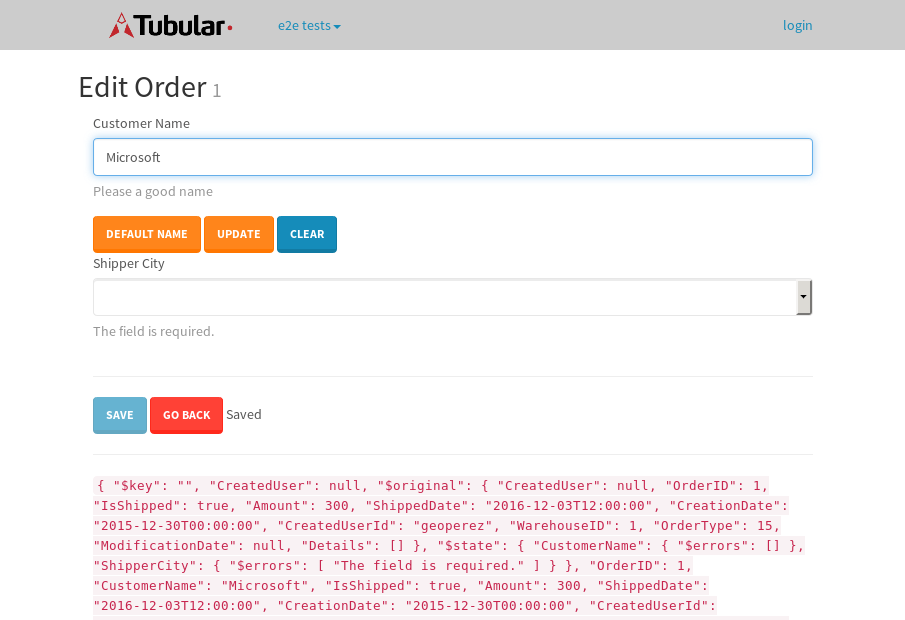 Tubular
e2e tests
login
Edit Order 1
Customer Name
Microsoft
Please a good name
DEFAULT NAME UPDATE CLEAR
Shipper City
The field is required.
SAVE GO BACK Saved
{ "$key": "", "CreatedUser": null, "$original": { "CreatedUser": null, "OrderID": 1,
"IsShipped": true, "Amount": 300, "ShippedDate": "2016-12-03T12:00:00", "CreationDate":
"2015-12-30T00:00:00", "CreatedUserId": "geoperez", "WarehouseID": 1, "OrderType": 15,
"ModificationDate": null, "Details": [] }, "$state": { "CustomerName": { "$errors": [] },
"ShipperCity": { "$errors": [ "The field is required." ] } }, "OrderID": 1,
"CustomerName": "Microsoft", "IsShipped": true, "Amount": 300, "ShippedDate":
"2016-12-03T12:00:00", "CreationDate": "2015-12-30T00:00:00", "CreatedUserId":